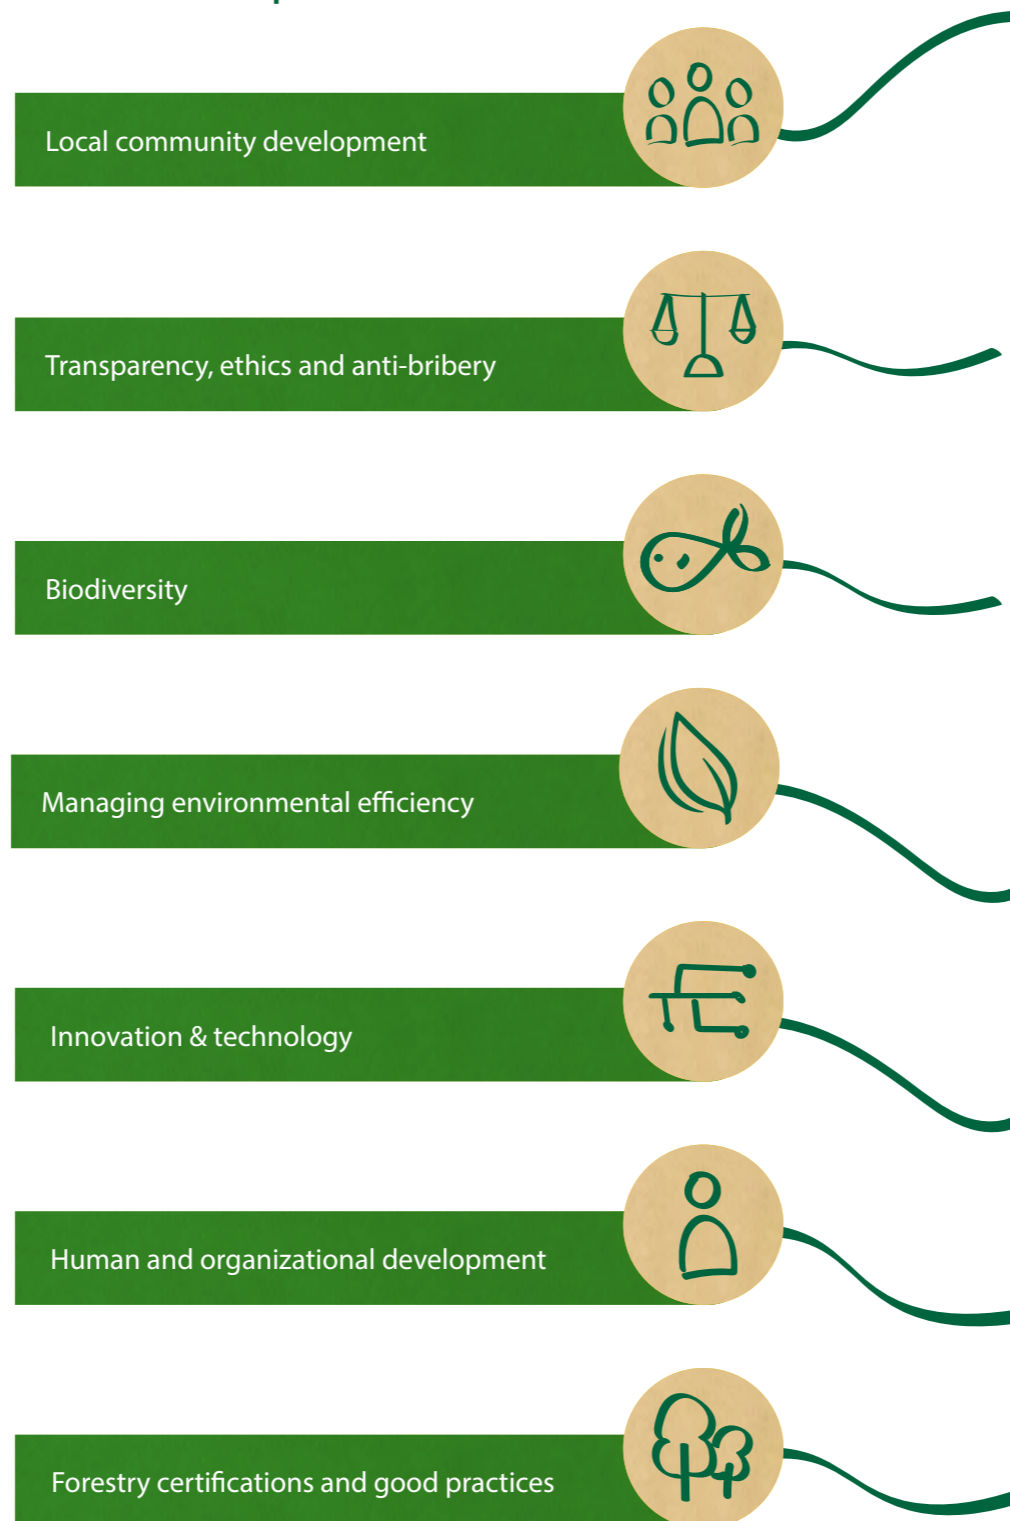 Local community development
Transparency, ethics and anti-bribery
Biodiversity
Managing environmental efficiency
Innovation & technology
Human and organizational development
Forestry certifications and good practices